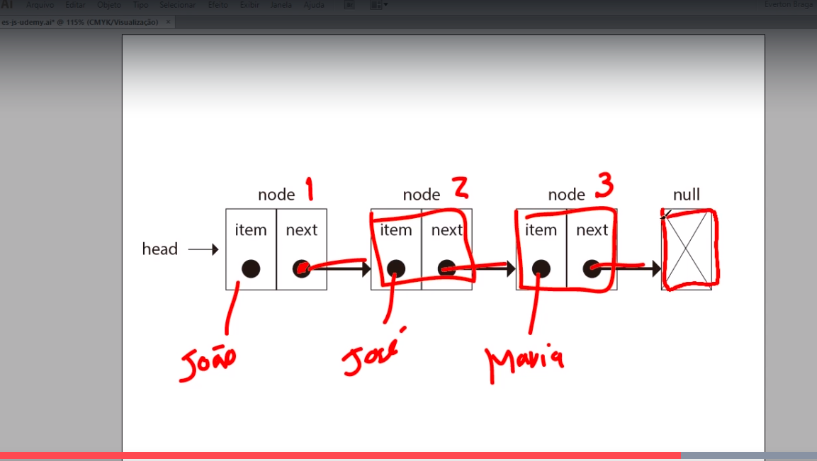 Arquivo Editar Objeto Tipo Selecionar Efeito Exibir Janela Ajuda
es-js-udemy.ai* @ 115% (CMYK/Visualização) ×
node 1 node 2 node 3 null
item next item next item next
head
João José Maria